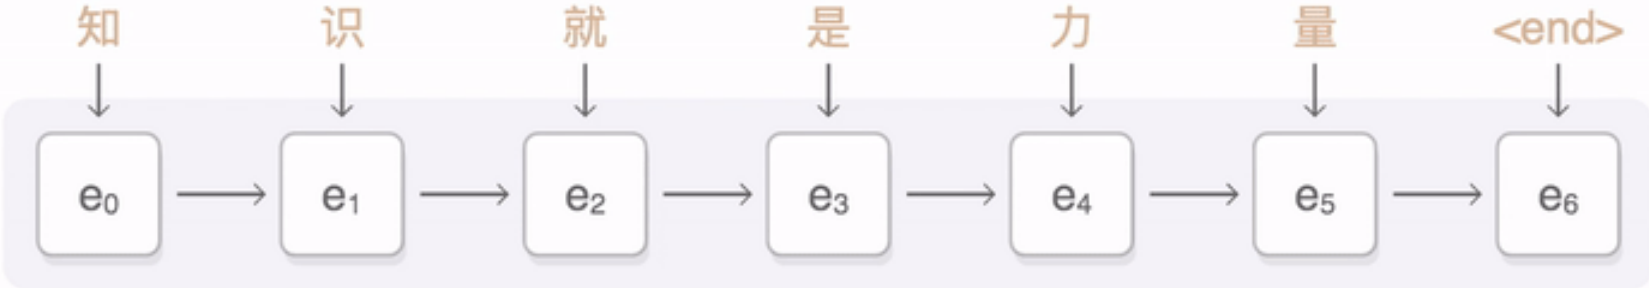 知 识 就 是 力 量 <end>
e₀ e₁ e₂ e₃ e₄ e₅ e₆